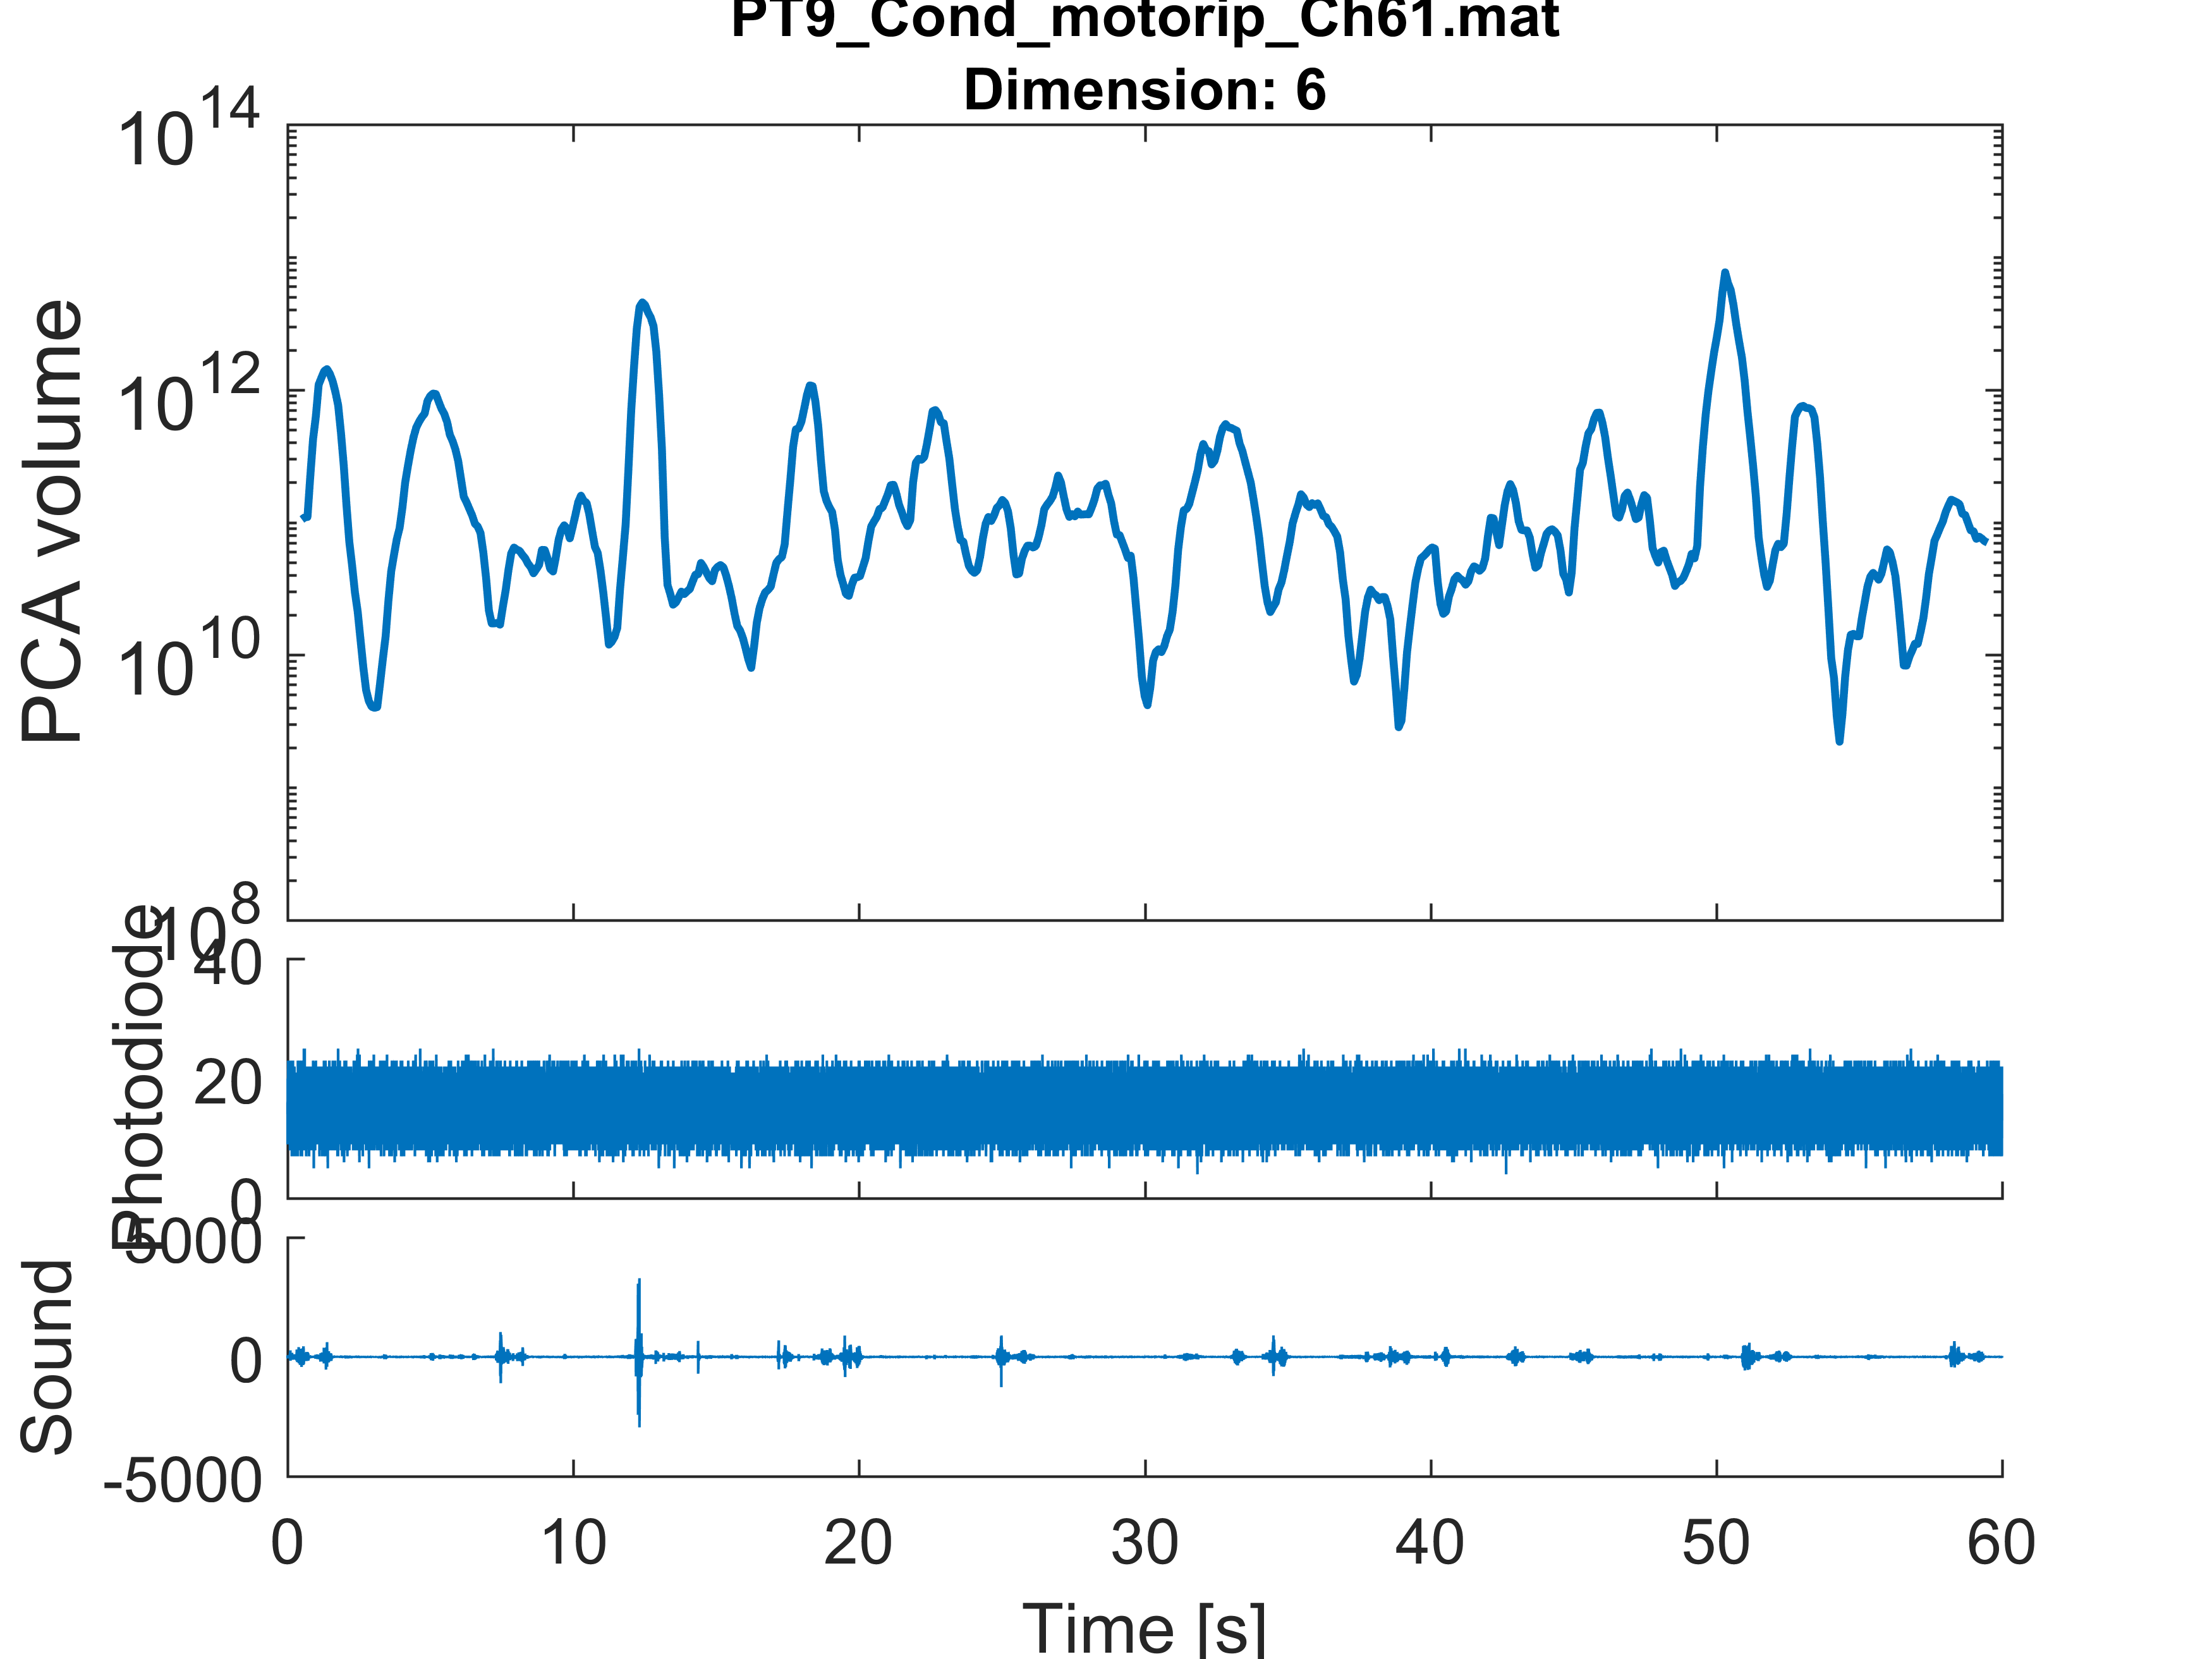 PT9_Cond_motorip_Ch61.mat
Dimension: 6
10^14
10^12
10^10
10^8
PCA volume
40
20
0
Photodiode
5000
0
-5000
Sound
0 10 20 30 40 50 60
Time [s]